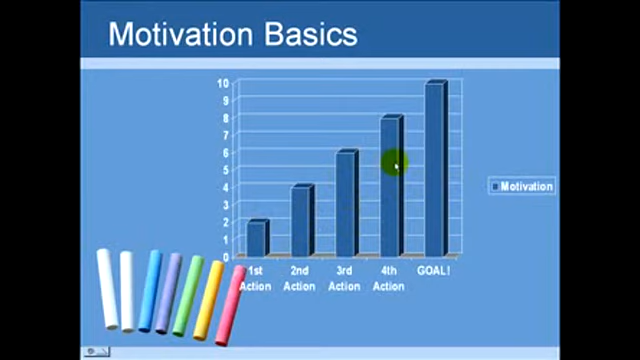 Motivation Basics
10
9
8
7
6
5
4
3
2
1
0
1st
Action
2nd
Action
3rd
Action
4th
Action
GOAL!
Motivation